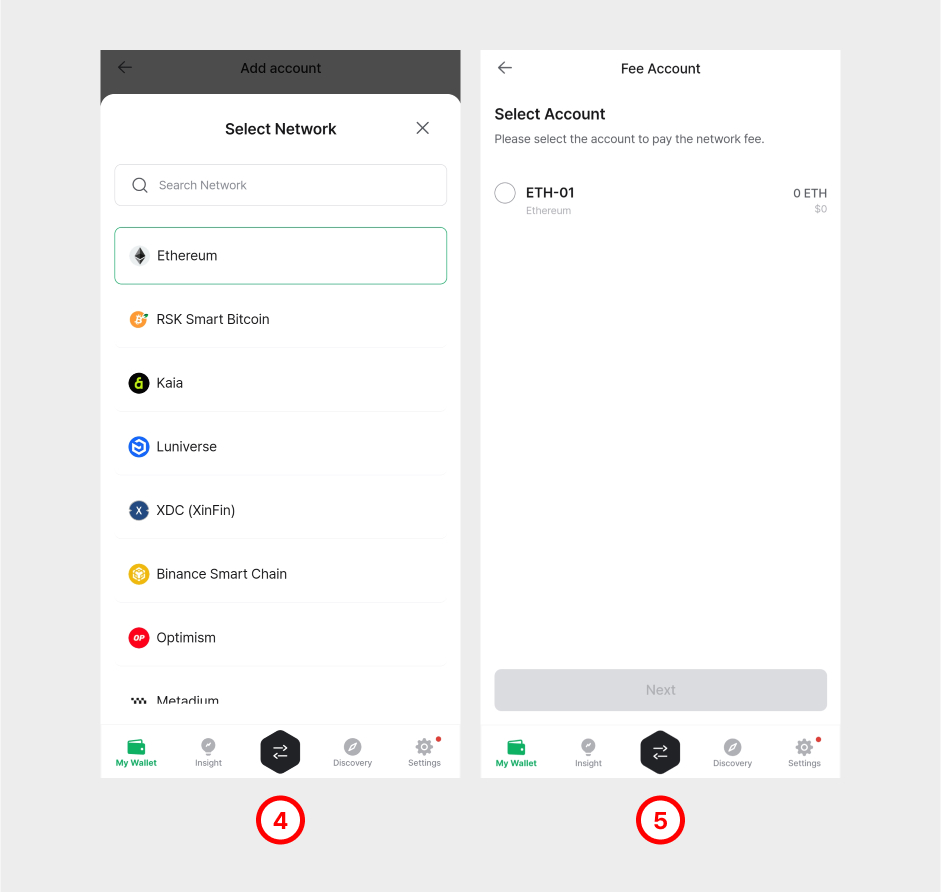 Add account
Select Network
Search Network
Ethereum
RSK Smart Bitcoin
Kaia
Luniverse
XDC (XinFin)
Binance Smart Chain
OP Optimism
Metadium
My Wallet
Insight
Discovery
Settings
4
Fee Account
Select Account
Please select the account to pay the network fee.
ETH-01 0 ETH
Ethereum $0
Next
My Wallet
Insight
Discovery
Settings
5